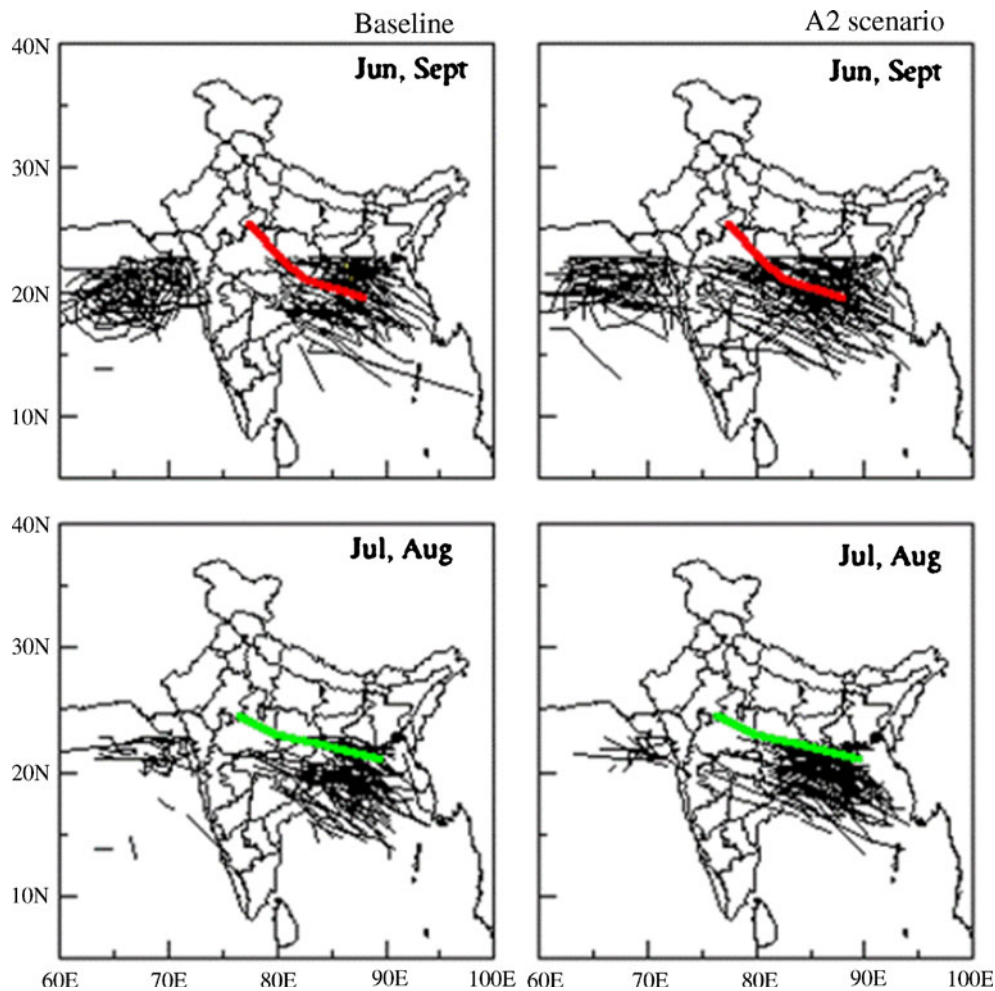 Baseline
A2 scenario
40N
Jun, Sept
Jun, Sept
30N
20N
10N
40N
Jul, Aug
Jul, Aug
30N
20N
10N
60E 70E 80E 90E 100E 60E 70E 80E 90E 100E